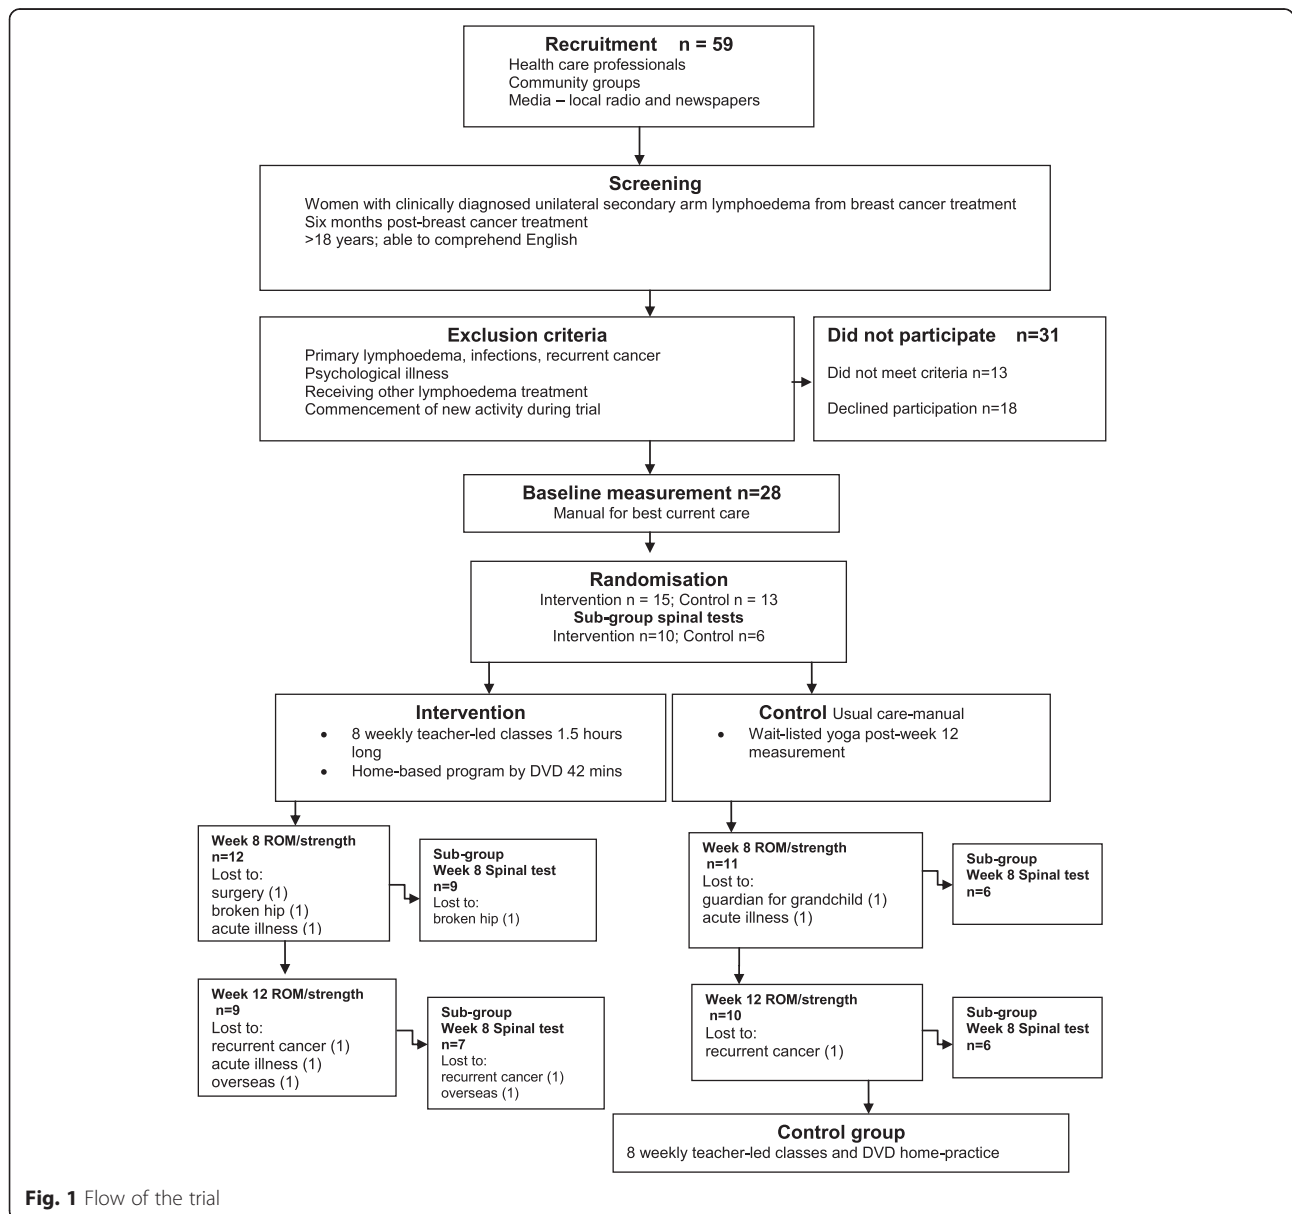 Recruitment n = 59
Health care professionals
Community groups
Media – local radio and newspapers
Screening
Women with clinically diagnosed unilateral secondary arm lymphoedema from breast cancer treatment
Six months post-breast cancer treatment
>18 years; able to comprehend English
Exclusion criteria
Primary lymphoedema, infections, recurrent cancer
Psychological illness
Receiving other lymphoedema treatment
Commencement of new activity during trial
Did not participate n=31
Did not meet criteria n=13
Declined participation n=18
Baseline measurement n=28
Manual for best current care
Randomisation
Intervention n = 15; Control n = 13
Sub-group spinal tests
Intervention n=10; Control n=6
Intervention
• 8 weekly teacher-led classes 1.5 hours
long
• Home-based program by DVD 42 mins
Control Usual care-manual
• Wait-listed yoga post-week 12
measurement
Week 8 ROM/strength
n=12
Lost to:
surgery (1)
broken hip (1)
acute illness (1)
Sub-group
Week 8 Spinal test
n=9
Lost to:
broken hip (1)
Week 8 ROM/strength
n=11
Lost to:
guardian for grandchild (1)
acute illness (1)
Sub-group
Week 8 Spinal test
n=6
Week 12 ROM/strength
n=9
Lost to:
recurrent cancer (1)
acute illness (1)
overseas (1)
Sub-group
Week 8 Spinal test
n=7
Lost to:
recurrent cancer (1)
overseas (1)
Week 12 ROM/strength
n=10
Lost to:
recurrent cancer (1)
Sub-group
Week 8 Spinal test
n=6
Control group
8 weekly teacher-led classes and DVD home-practice
Fig. 1 Flow of the trial